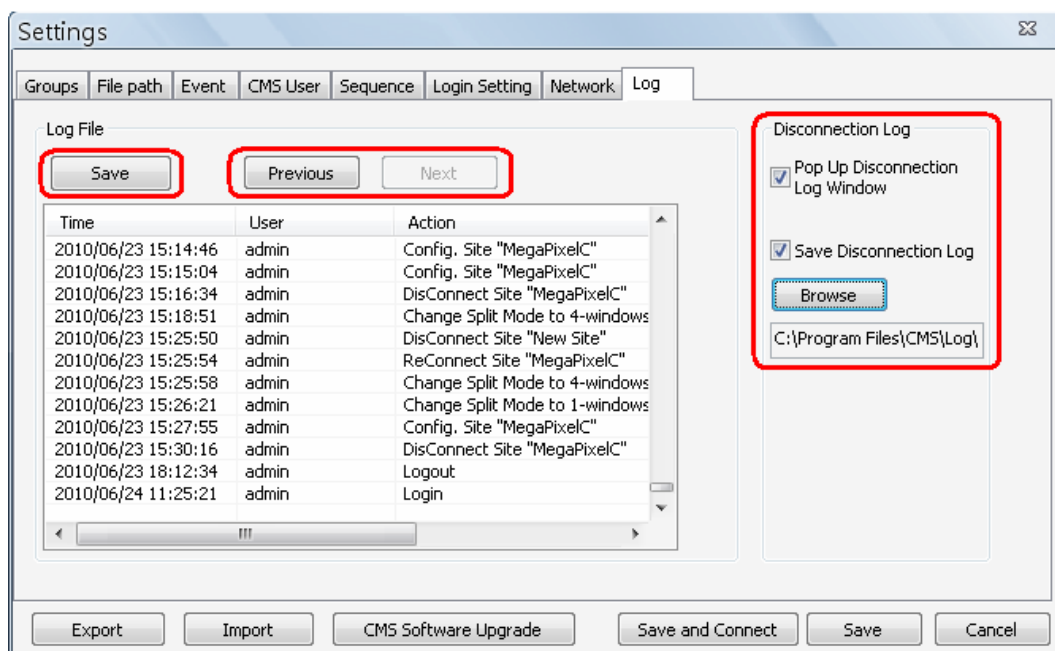 Settings
Groups File path Event CMS User Sequence Login Setting Network Log
Log File
Save Previous Next
Time User Action
2010/06/23 15:14:46 admin Config. Site "MegaPixelC"
2010/06/23 15:15:04 admin Config. Site "MegaPixelC"
2010/06/23 15:16:34 admin DisConnect Site "MegaPixelC"
2010/06/23 15:18:51 admin Change Split Mode to 4-windows
2010/06/23 15:25:50 admin DisConnect Site "New Site"
2010/06/23 15:25:54 admin ReConnect Site "MegaPixelC"
2010/06/23 15:25:58 admin Change Split Mode to 4-windows
2010/06/23 15:26:21 admin Change Split Mode to 1-windows
2010/06/23 15:27:55 admin Config. Site "MegaPixelC"
2010/06/23 15:30:16 admin DisConnect Site "MegaPixelC"
2010/06/23 18:12:34 admin Logout
2010/06/24 11:25:21 admin Login
Disconnection Log
Pop Up Disconnection
Log Window
Save Disconnection Log
Browse
C:\Program Files\CMS\Log\
Export Import CMS Software Upgrade Save and Connect Save Cancel